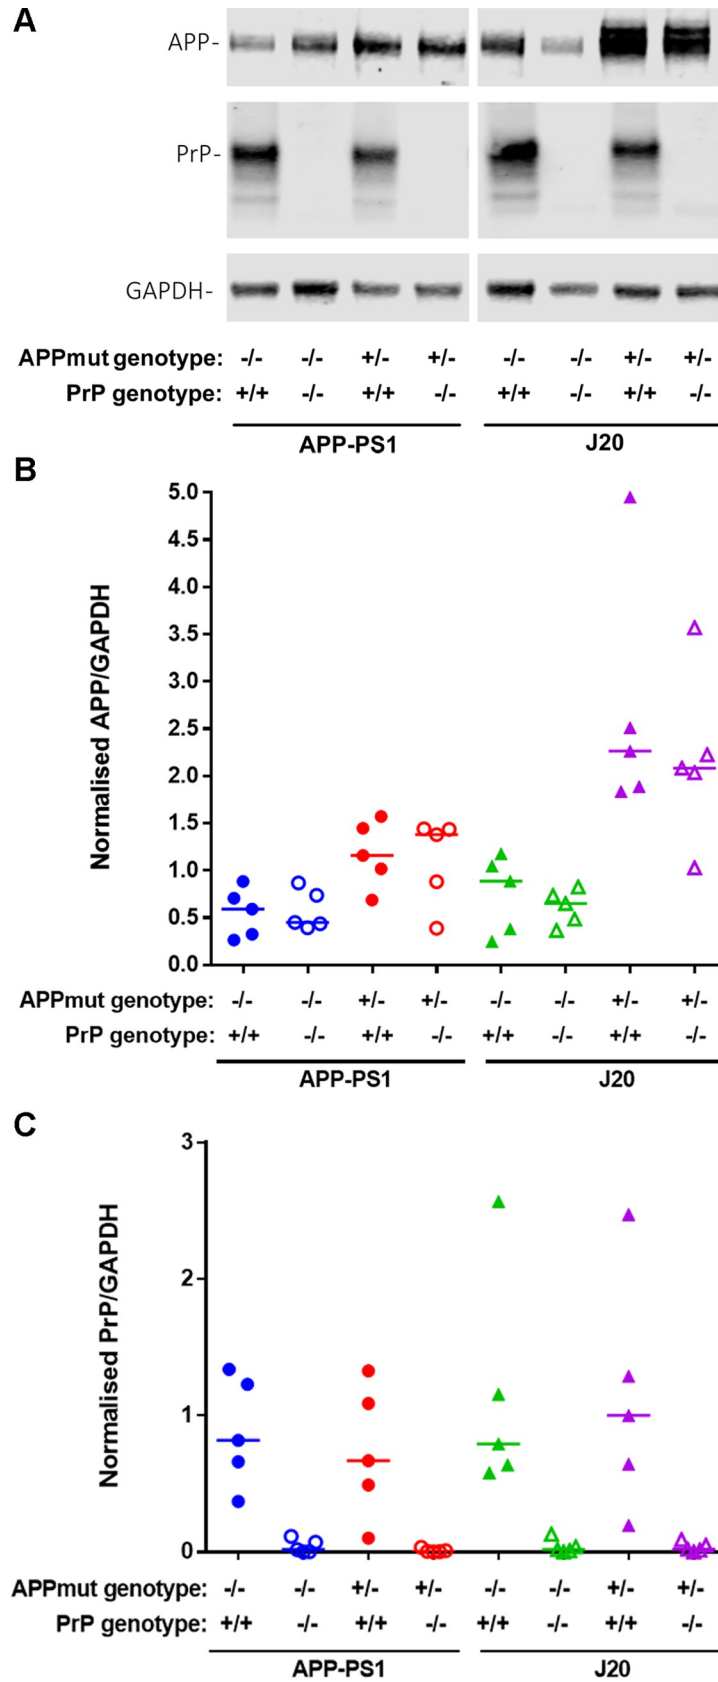 A
APP-
PrP-
GAPDH-
APPmut genotype: -/- -/- +/- +/- -/- -/- +/- +/-
PrP genotype: +/+ -/- +/+ -/- +/+ -/- +/+ -/-
APP-PS1 J20
B
Normalised APP/GAPDH
5.0
4.5
4.0
3.5
3.0
2.5
2.0
1.5
1.0
0.5
0.0
APPmut genotype: -/- -/- +/- +/- -/- -/- +/- +/-
PrP genotype: +/+ -/- +/+ -/- +/+ -/- +/+ -/-
APP-PS1 J20
C
Normalised PrP/GAPDH
3
2
1
0
APPmut genotype: -/- -/- +/- +/- -/- -/- +/- +/-
PrP genotype: +/+ -/- +/+ -/- +/+ -/- +/+ -/-
APP-PS1 J20